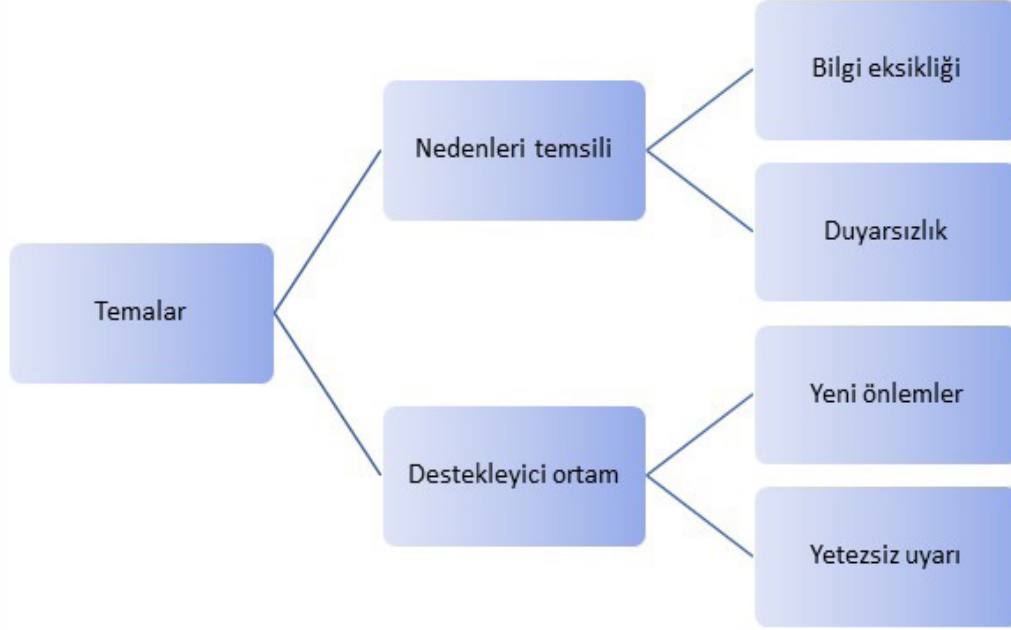 Temalar
Nedenleri temsili
Bilgi eksikliği
Duyarsızlık
Destekleyici ortam
Yeni önlemler
Yetezsiz uyarı